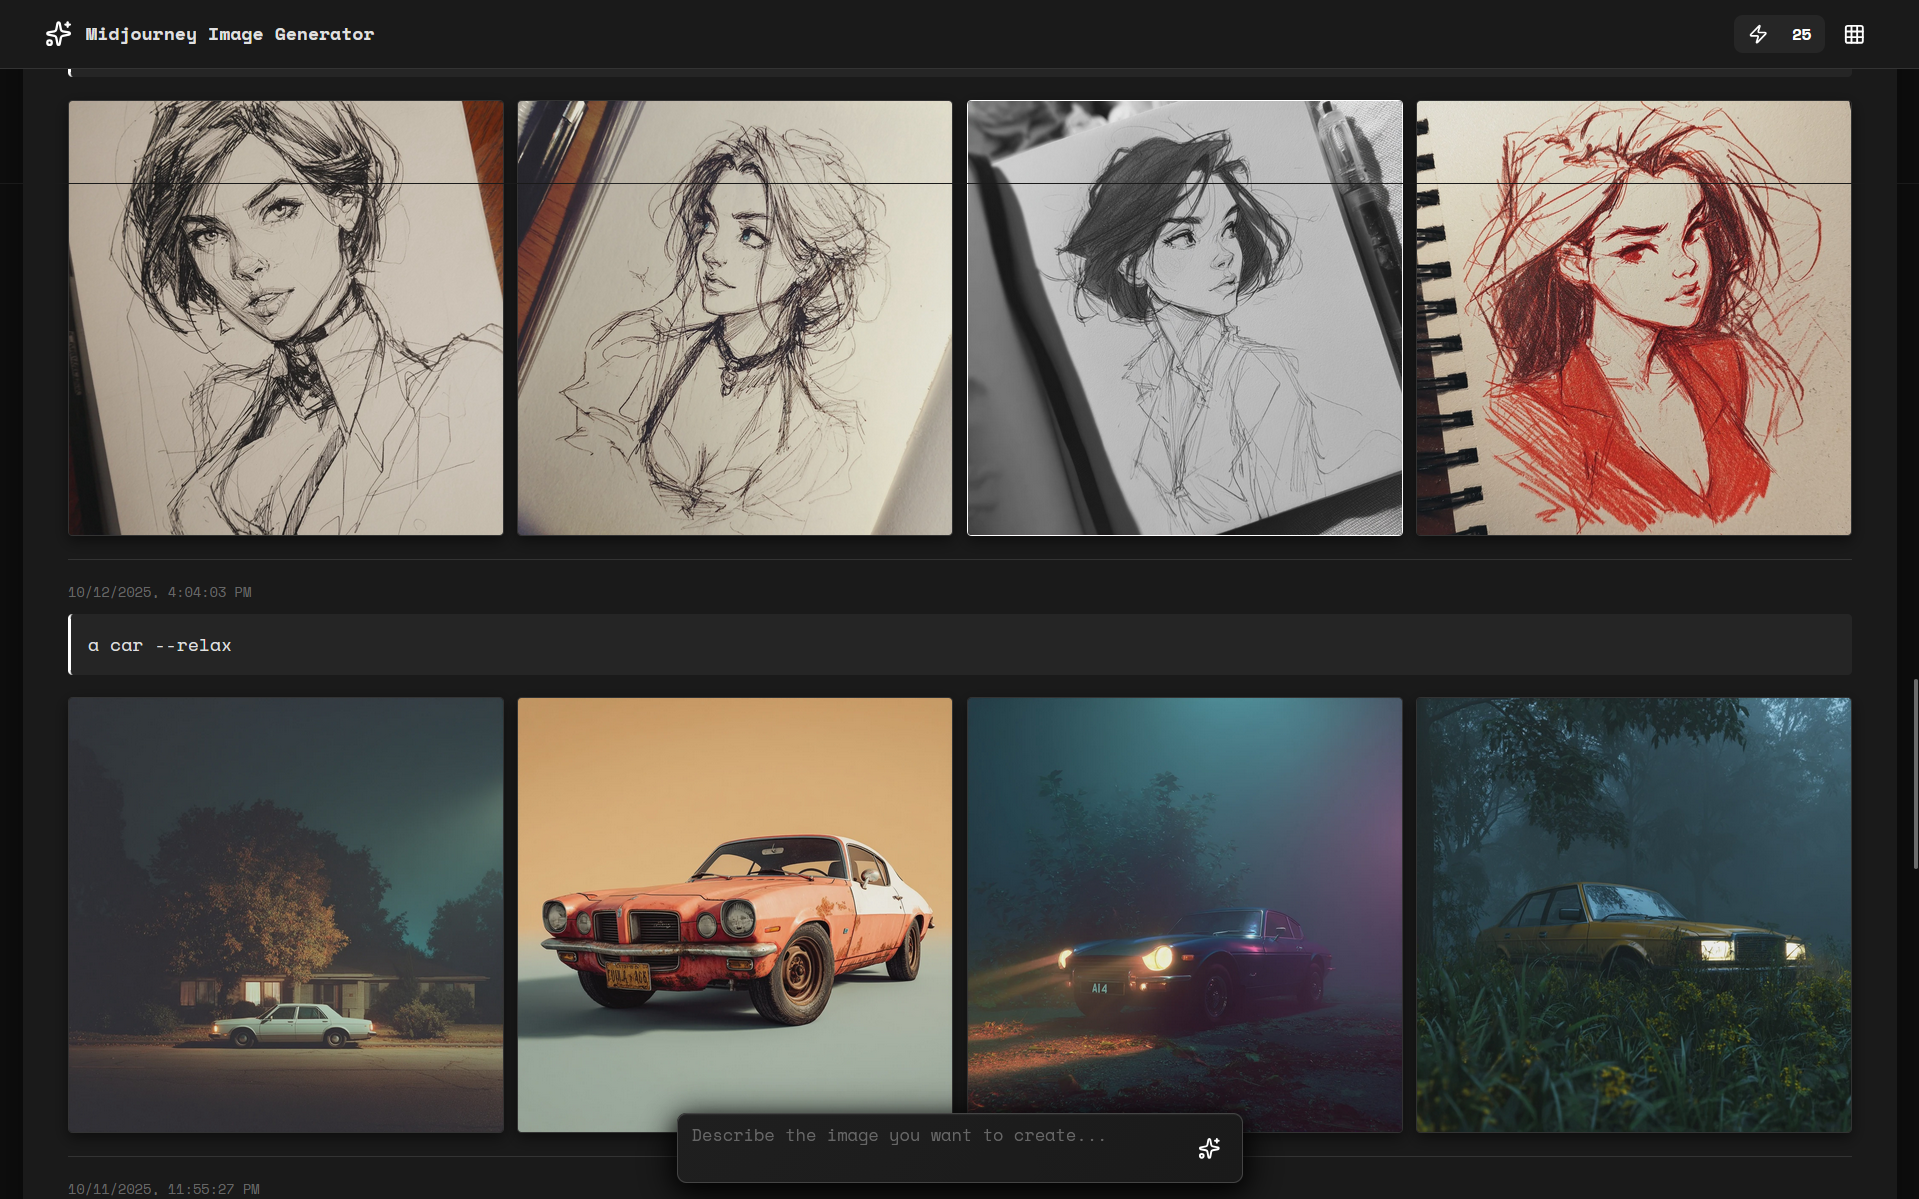 Midjourney Image Generator
25
10/12/2025, 4:04:03 PM
a car --relax
A14
Describe the image you want to create...
10/11/2025, 11:55:27 PM